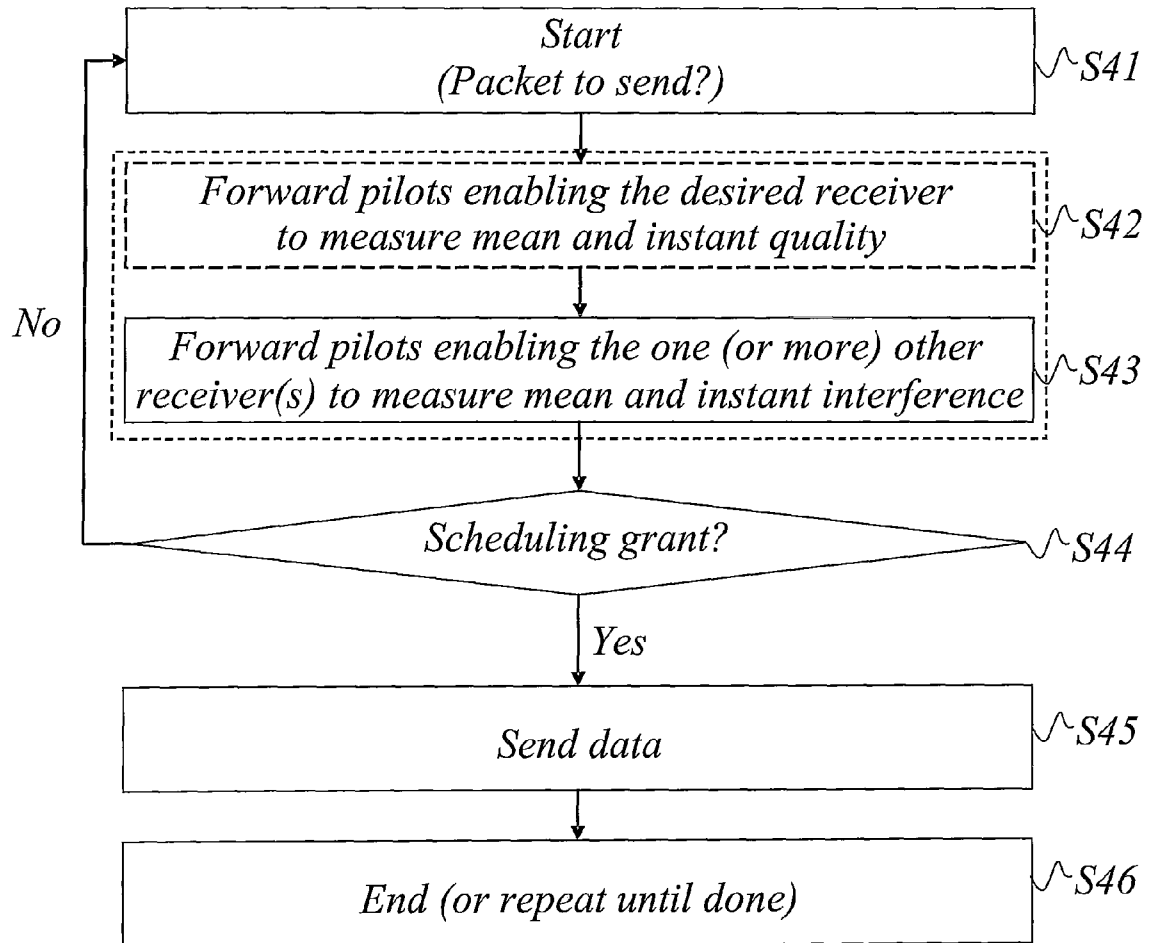 Start
(Packet to send?)
S41
Forward pilots enabling the desired receiver
to measure mean and instant quality
S42
No
Forward pilots enabling the one (or more) other
receiver(s) to measure mean and instant interference
S43
Scheduling grant?
S44
Yes
Send data
S45
End (or repeat until done)
S46